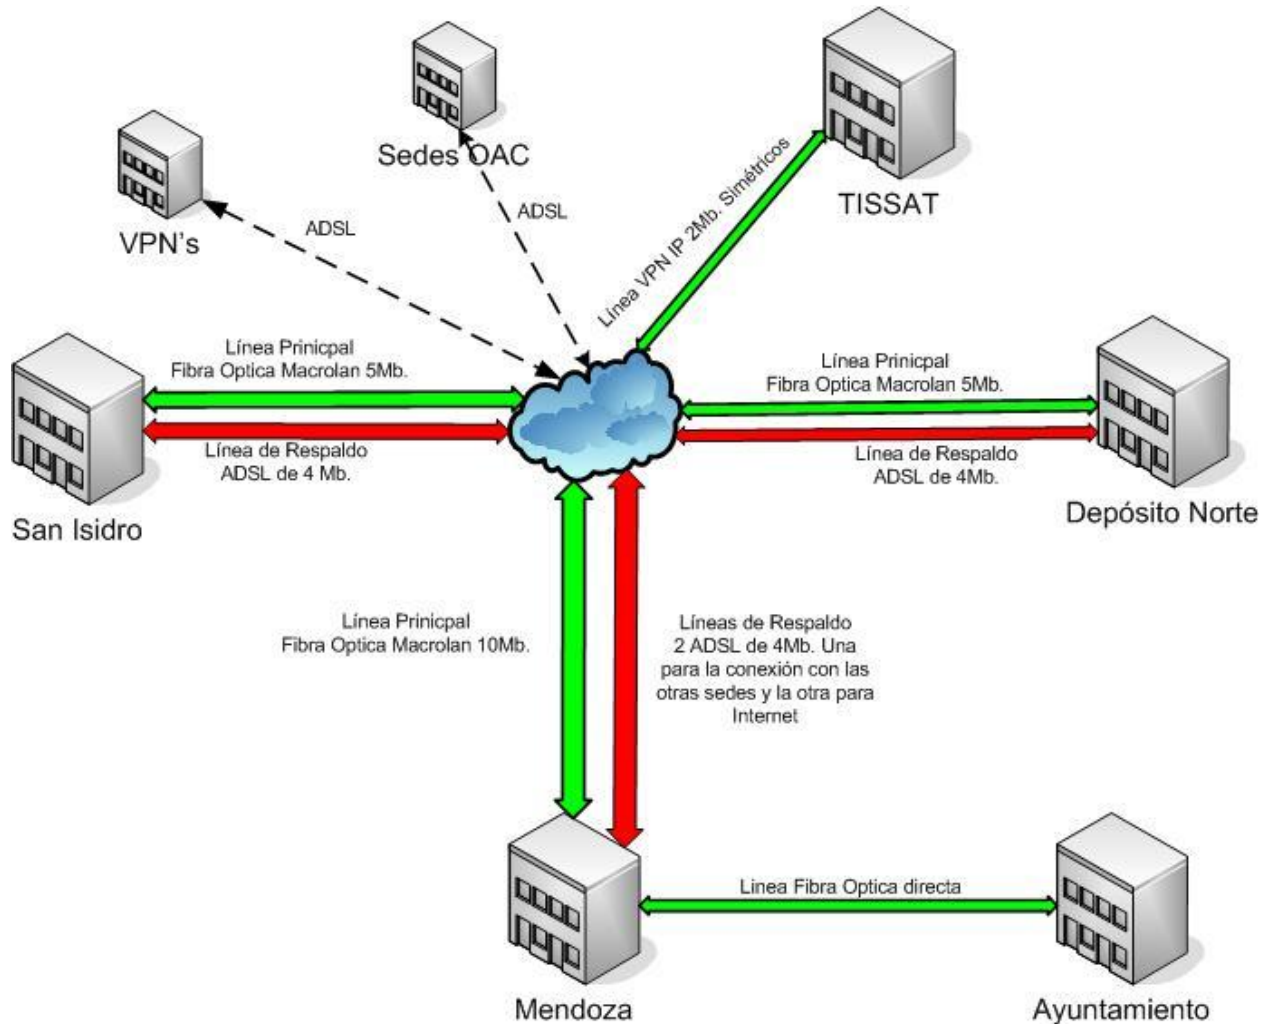 Sedes OAC
VPN's
ADSL
ADSL
Línea VPN IP 2Mb. Simétricos
TISSAT
Línea Prinicpal
Fibra Optica Macrolan 5Mb.
Línea de Respaldo
ADSL de 4 Mb.
San Isidro
Línea Prinicpal
Fibra Optica Macrolan 5Mb.
Línea de Respaldo
ADSL de 4Mb.
Depósito Norte
Línea Prinicpal
Fibra Optica Macrolan 10Mb.
Líneas de Respaldo
2 ADSL de 4Mb. Una
para la conexión con las
otras sedes y la otra para
Internet
Linea Fibra Optica directa
Mendoza
Ayuntamiento